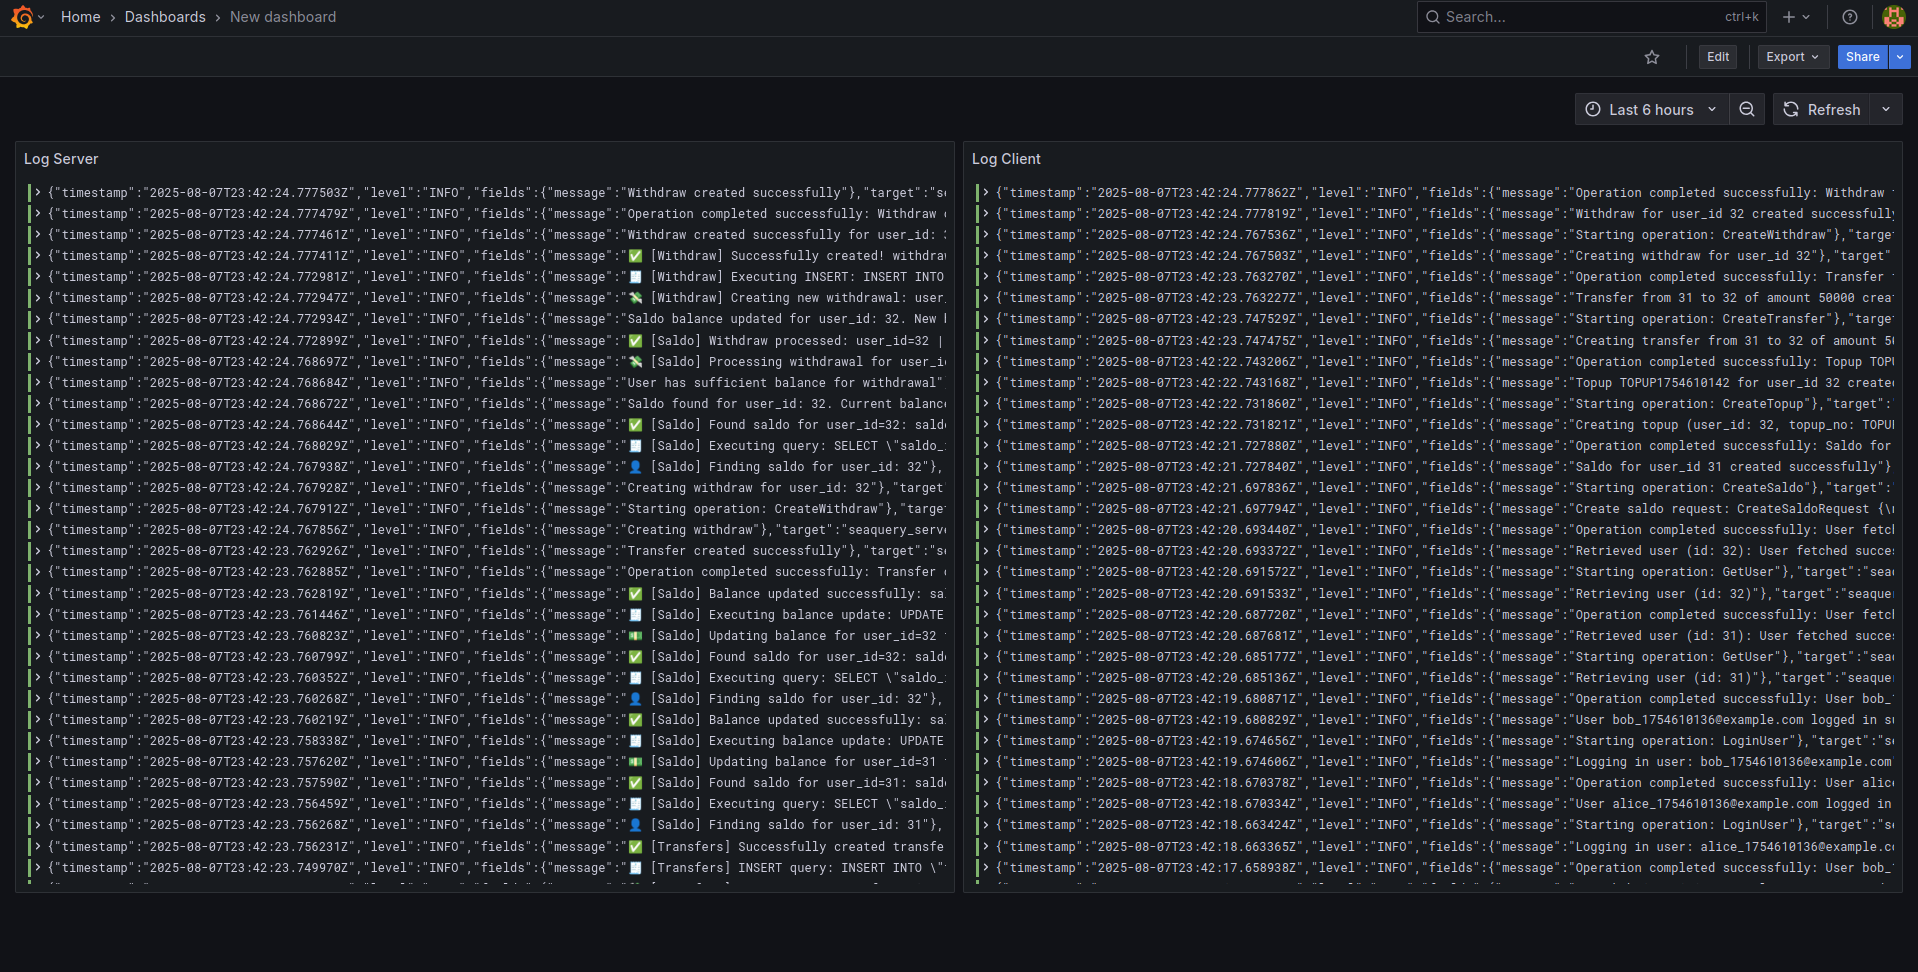 Home › Dashboards › New dashboard
Search...
ctrl+k
Edit
Export
Share
Last 6 hours
Refresh
Log Server
{"timestamp":"2025-08-07T23:42:24.777503Z","level":"INFO","fields":{"message":"Withdraw created successfully"},"target":"se
{"timestamp":"2025-08-07T23:42:24.777479Z","level":"INFO","fields":{"message":"Operation completed successfully: Withdraw
{"timestamp":"2025-08-07T23:42:24.777461Z","level":"INFO","fields":{"message":"Withdraw created successfully for user_id:
{"timestamp":"2025-08-07T23:42:24.777411Z","level":"INFO","fields":{"message":"✅ [Withdraw] Successfully created! withdraw
{"timestamp":"2025-08-07T23:42:24.772981Z","level":"INFO","fields":{"message":"🧾 [Withdraw] Executing INSERT: INSERT INTO
{"timestamp":"2025-08-07T23:42:24.772947Z","level":"INFO","fields":{"message":"💸 [Withdraw] Creating new withdrawal: user_
{"timestamp":"2025-08-07T23:42:24.772934Z","level":"INFO","fields":{"message":"Saldo balance updated for user_id: 32. New
{"timestamp":"2025-08-07T23:42:24.772899Z","level":"INFO","fields":{"message":"✅ [Saldo] Withdraw processed: user_id=32 |
{"timestamp":"2025-08-07T23:42:24.768697Z","level":"INFO","fields":{"message":"💸 [Saldo] Processing withdrawal for user_i
{"timestamp":"2025-08-07T23:42:24.768684Z","level":"INFO","fields":{"message":"User has sufficient balance for withdrawal"
{"timestamp":"2025-08-07T23:42:24.768672Z","level":"INFO","fields":{"message":"Saldo found for user_id: 32. Current balance
{"timestamp":"2025-08-07T23:42:24.768644Z","level":"INFO","fields":{"message":"✅ [Saldo] Found saldo for user_id=32: sald
{"timestamp":"2025-08-07T23:42:24.768029Z","level":"INFO","fields":{"message":"🧾 [Saldo] Executing query: SELECT \"saldo_
{"timestamp":"2025-08-07T23:42:24.767938Z","level":"INFO","fields":{"message":"👤 [Saldo] Finding saldo for user_id: 32"},
{"timestamp":"2025-08-07T23:42:24.767928Z","level":"INFO","fields":{"message":"Creating withdraw for user_id: 32"},"target"
{"timestamp":"2025-08-07T23:42:24.767912Z","level":"INFO","fields":{"message":"Starting operation: CreateWithdraw"},"targe
{"timestamp":"2025-08-07T23:42:24.767856Z","level":"INFO","fields":{"message":"Creating withdraw"},"target":"seaquery_serv
{"timestamp":"2025-08-07T23:42:23.762926Z","level":"INFO","fields":{"message":"Transfer created successfully"},"target":"se
{"timestamp":"2025-08-07T23:42:23.762885Z","level":"INFO","fields":{"message":"Operation completed successfully: Transfer
{"timestamp":"2025-08-07T23:42:23.762819Z","level":"INFO","fields":{"message":"✅ [Saldo] Balance updated successfully: sa
{"timestamp":"2025-08-07T23:42:23.761446Z","level":"INFO","fields":{"message":"🧾 [Saldo] Executing balance update: UPDATE
{"timestamp":"2025-08-07T23:42:23.760823Z","level":"INFO","fields":{"message":"💵 [Saldo] Updating balance for user_id=32
{"timestamp":"2025-08-07T23:42:23.760799Z","level":"INFO","fields":{"message":"✅ [Saldo] Found saldo for user_id=32: sald
{"timestamp":"2025-08-07T23:42:23.760352Z","level":"INFO","fields":{"message":"🧾 [Saldo] Executing query: SELECT \"saldo_
{"timestamp":"2025-08-07T23:42:23.760268Z","level":"INFO","fields":{"message":"👤 [Saldo] Finding saldo for user_id: 32"},
{"timestamp":"2025-08-07T23:42:23.760219Z","level":"INFO","fields":{"message":"✅ [Saldo] Balance updated successfully: sa
{"timestamp":"2025-08-07T23:42:23.758338Z","level":"INFO","fields":{"message":"🧾 [Saldo] Executing balance update: UPDATE
{"timestamp":"2025-08-07T23:42:23.757620Z","level":"INFO","fields":{"message":"💵 [Saldo] Updating balance for user_id=31
{"timestamp":"2025-08-07T23:42:23.757590Z","level":"INFO","fields":{"message":"✅ [Saldo] Found saldo for user_id=31: sald
{"timestamp":"2025-08-07T23:42:23.756459Z","level":"INFO","fields":{"message":"🧾 [Saldo] Executing query: SELECT \"saldo_
{"timestamp":"2025-08-07T23:42:23.756268Z","level":"INFO","fields":{"message":"👤 [Saldo] Finding saldo for user_id: 31"},
{"timestamp":"2025-08-07T23:42:23.756231Z","level":"INFO","fields":{"message":"✅ [Transfers] Successfully created transfe
{"timestamp":"2025-08-07T23:42:23.749970Z","level":"INFO","fields":{"message":"🧾 [Transfers] INSERT query: INSERT INTO \"
Log Client
{"timestamp":"2025-08-07T23:42:24.777862Z","level":"INFO","fields":{"message":"Operation completed successfully: Withdraw
{"timestamp":"2025-08-07T23:42:24.777819Z","level":"INFO","fields":{"message":"Withdraw for user_id 32 created successfully
{"timestamp":"2025-08-07T23:42:24.767536Z","level":"INFO","fields":{"message":"Starting operation: CreateWithdraw"},"targe
{"timestamp":"2025-08-07T23:42:24.767503Z","level":"INFO","fields":{"message":"Creating withdraw for user_id 32"},"target"
{"timestamp":"2025-08-07T23:42:23.763270Z","level":"INFO","fields":{"message":"Operation completed successfully: Transfer
{"timestamp":"2025-08-07T23:42:23.763227Z","level":"INFO","fields":{"message":"Transfer from 31 to 32 of amount 50000 crea
{"timestamp":"2025-08-07T23:42:23.747529Z","level":"INFO","fields":{"message":"Starting operation: CreateTransfer"},"targe
{"timestamp":"2025-08-07T23:42:23.747475Z","level":"INFO","fields":{"message":"Creating transfer from 31 to 32 of amount 50
{"timestamp":"2025-08-07T23:42:22.743206Z","level":"INFO","fields":{"message":"Operation completed successfully: Topup TOPU
{"timestamp":"2025-08-07T23:42:22.743168Z","level":"INFO","fields":{"message":"Topup TOPUP1754610142 for user_id 32 create
{"timestamp":"2025-08-07T23:42:22.731860Z","level":"INFO","fields":{"message":"Starting operation: CreateTopup"},"target":
{"timestamp":"2025-08-07T23:42:22.731821Z","level":"INFO","fields":{"message":"Creating topup (user_id: 32, topup_no: TOPU
{"timestamp":"2025-08-07T23:42:21.727880Z","level":"INFO","fields":{"message":"Operation completed successfully: Saldo for
{"timestamp":"2025-08-07T23:42:21.727840Z","level":"INFO","fields":{"message":"Saldo for user_id 31 created successfully"}
{"timestamp":"2025-08-07T23:42:21.697836Z","level":"INFO","fields":{"message":"Starting operation: CreateSaldo"},"target":
{"timestamp":"2025-08-07T23:42:21.697794Z","level":"INFO","fields":{"message":"Create saldo request: CreateSaldoRequest {\
{"timestamp":"2025-08-07T23:42:20.693440Z","level":"INFO","fields":{"message":"Operation completed successfully: User fetc
{"timestamp":"2025-08-07T23:42:20.693372Z","level":"INFO","fields":{"message":"Retrieved user (id: 32): User fetched succe
{"timestamp":"2025-08-07T23:42:20.691572Z","level":"INFO","fields":{"message":"Starting operation: GetUser"},"target":"sea
{"timestamp":"2025-08-07T23:42:20.691533Z","level":"INFO","fields":{"message":"Retrieving user (id: 32)"},"target":"seaque
{"timestamp":"2025-08-07T23:42:20.687720Z","level":"INFO","fields":{"message":"Operation completed successfully: User fetc
{"timestamp":"2025-08-07T23:42:20.687681Z","level":"INFO","fields":{"message":"Retrieved user (id: 31): User fetched succe
{"timestamp":"2025-08-07T23:42:20.685177Z","level":"INFO","fields":{"message":"Starting operation: GetUser"},"target":"sea
{"timestamp":"2025-08-07T23:42:20.685136Z","level":"INFO","fields":{"message":"Retrieving user (id: 31)"},"target":"seaque
{"timestamp":"2025-08-07T23:42:19.680871Z","level":"INFO","fields":{"message":"Operation completed successfully: User bob_
{"timestamp":"2025-08-07T23:42:19.680829Z","level":"INFO","fields":{"message":"User bob_1754610136@example.com logged in s
{"timestamp":"2025-08-07T23:42:19.674656Z","level":"INFO","fields":{"message":"Starting operation: LoginUser"},"target":"s
{"timestamp":"2025-08-07T23:42:19.674606Z","level":"INFO","fields":{"message":"Logging in user: bob_1754610136@example.com
{"timestamp":"2025-08-07T23:42:18.670378Z","level":"INFO","fields":{"message":"Operation completed successfully: User alic
{"timestamp":"2025-08-07T23:42:18.670334Z","level":"INFO","fields":{"message":"User alice_1754610136@example.com logged in
{"timestamp":"2025-08-07T23:42:18.663424Z","level":"INFO","fields":{"message":"Starting operation: LoginUser"},"target":"s
{"timestamp":"2025-08-07T23:42:18.663365Z","level":"INFO","fields":{"message":"Logging in user: alice_1754610136@example.c
{"timestamp":"2025-08-07T23:42:17.658938Z","level":"INFO","fields":{"message":"Operation completed successfully: User bob_